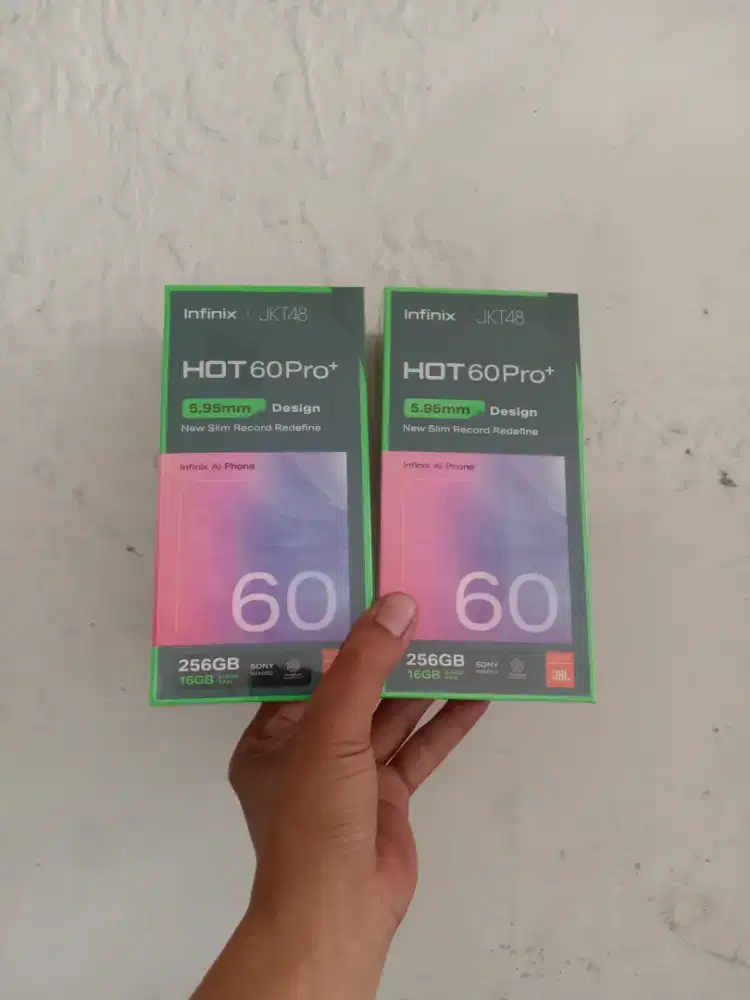 Infinix | JKT48
HOT 60 Pro+
5.95mm Design
New Slim Record Redefine
Infinix AI Phone
60
256GB
16GB
SONY
Infinix JKT48
HOT 60 Pro+
5.95mm Design
New Slim Record Redefine
Infinix AI Phone
60
256GB
16GB
SONY
JBL